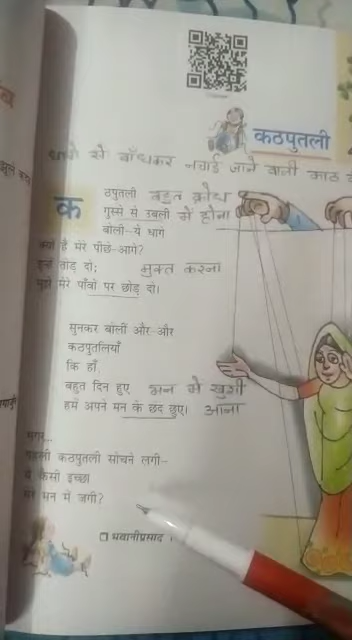 कठपुतली
धागे से बाँधकर नचाई जाने वाली काठ
कठपुतली बहुत क्रोध
गुस्से से उबली में होना
बोली-ये धागे
क्यों हैं मेरे पीछे-आगे?
इन्हें तोड़ दो; मुक्त करना
मुझे मेरे पाँवों पर छोड़ दो।
सुनकर बोलीं और-और
कठपुतलियाँ
कि हाँ,
बहुत दिन हुए मन में खुशी
हमें अपने मन के छंद छुए। आना
मगर...
पहली कठपुतली सोचने लगी-
ये कैसी इच्छा
मेरे मन में जगी?
भवानीप्रसाद